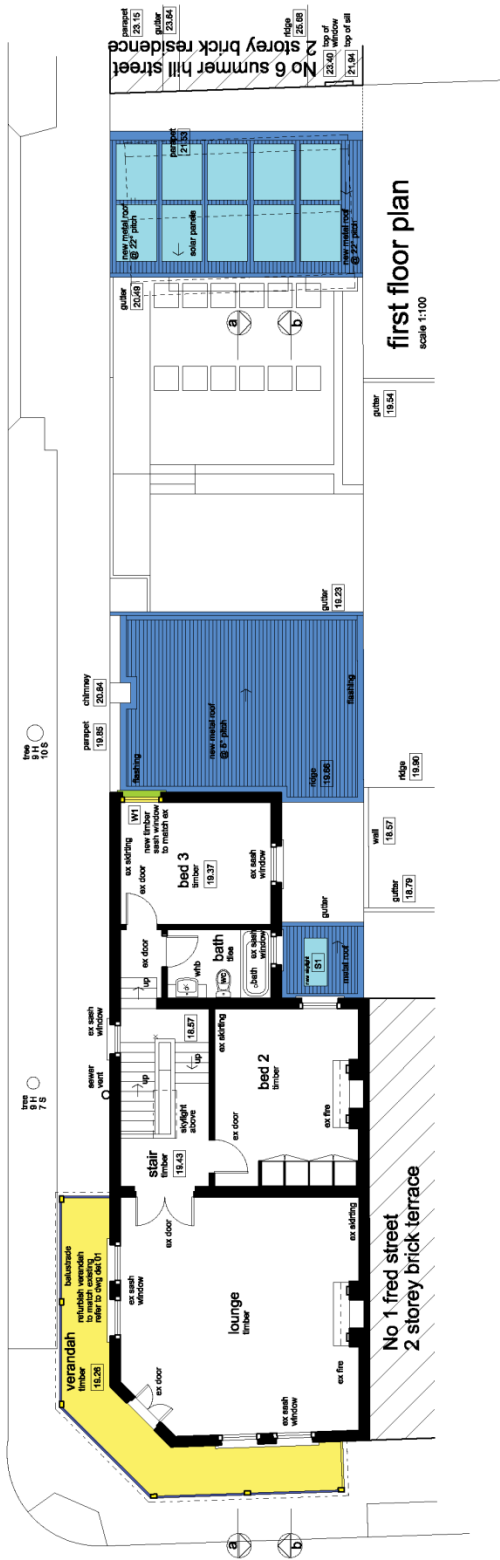 parapet
23.15
gutter
23.64
ridge
25.68
top of
window
23.40
top of sill
21.94
No 6 summer hill street
2 storey brick residence
parapet
21.53
new metal roof
@ 22° pitch
solar panels
new metal roof
@ 22° pitch
gutter
20.49
a
b
first floor plan
scale 1:100
gutter
19.54
gutter
19.23
tree
9 H
10 S
chimney
20.84
parapet
19.85
flashing
new metal roof
@ 5° pitch
flashing
ridge
19.66
ridge
19.90
wall
18.57
gutter
18.79
gutter
W1
new timber
sash window
to match ex
ex skirting
ex door
bed 3
timber
19.37
ex sash
window
ex door
bath
tiles
whb
wc
bath
ex sash
window
new skylight
S1
metal roof
up
ex sash
window
sewer
vent
tree
9 H
7 S
18.57
up
up
skylight
above
stair
timber
19.43
ex skirting
bed 2
timber
ex door
ex fire
balustrade
refurbish verandah
to match existing
refer to dwg det 01
verandah
timber
19.26
ex sash
window
ex door
ex door
lounge
timber
ex skirting
ex fire
ex sash
window
No 1 fred street
2 storey brick terrace
a
b